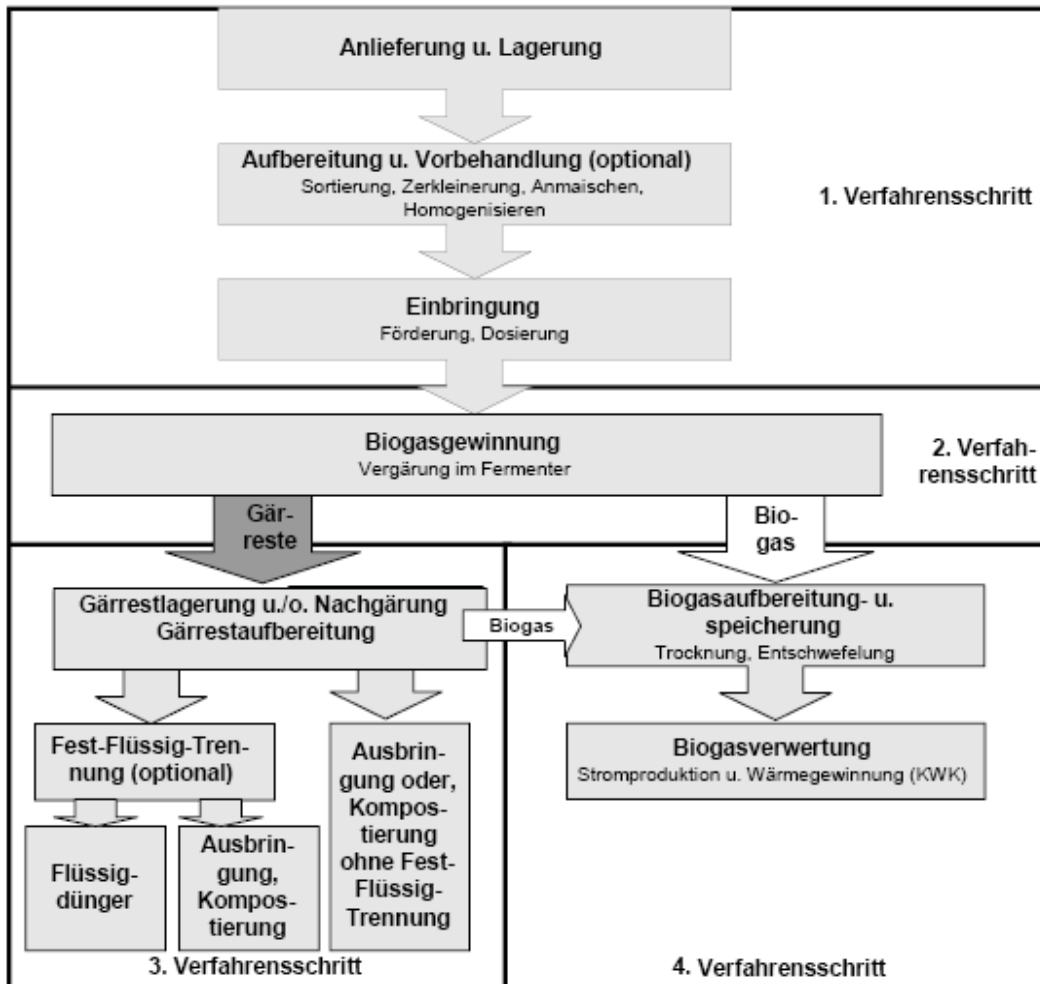 Anlieferung u. Lagerung
Aufbereitung u. Vorbehandlung (optional)
Sortierung, Zerkleinerung, Anmaischen,
Homogenisieren
1. Verfahrensschritt
Einbringung
Förderung, Dosierung
Biogasgewinnung
Vergärung im Fermenter
2. Verfah-
rensschritt
Gär-
reste
Bio-
gas
Gärrestlagerung u./o. Nachgärung
Gärrestaufbereitung
Biogas
Biogasaufbereitung- u.
speicherung
Trocknung, Entschwefelung
Fest-Flüssig-Tren-
nung (optional)
Ausbrin-
gung oder,
Kompos-
tierung
ohne Fest-
Flüssig-
Trennung
Biogasverwertung
Stromproduktion u. Wärmegewinnung (KWK)
Flüssig-
dünger
Ausbrin-
gung,
Kompos-
tierung
3. Verfahrensschritt
4. Verfahrensschritt